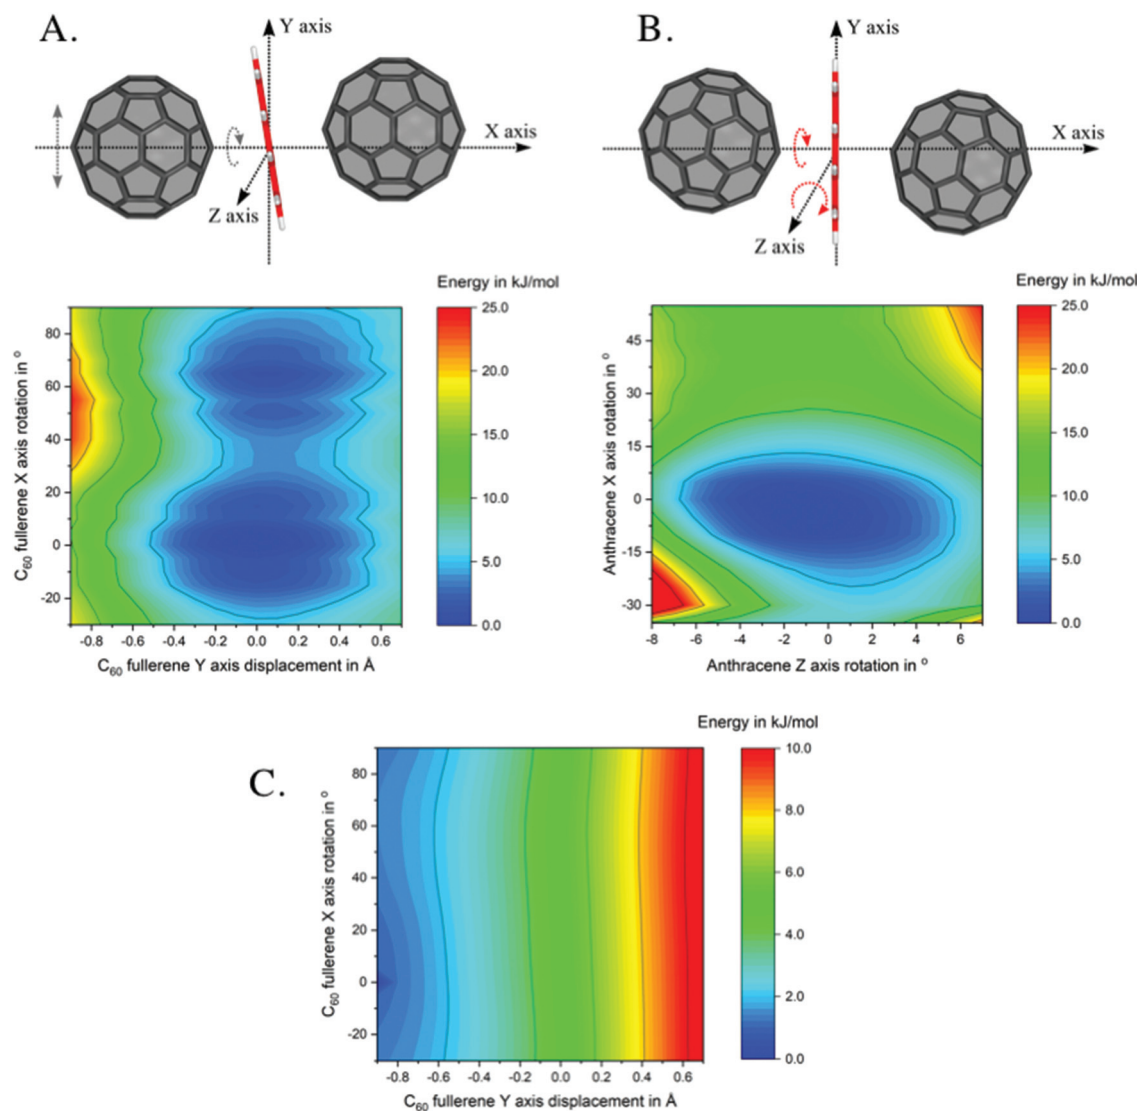 A.
Y axis
X axis
Z axis
B.
Y axis
X axis
Z axis
Energy in kJ/mol
25.0
20.0
15.0
10.0
5.0
0.0
C₆₀ fullerene X axis rotation in °
80
60
40
20
0
-20
-0.8 -0.6 -0.4 -0.2 0.0 0.2 0.4 0.6
C₆₀ fullerene Y axis displacement in Å
Energy in kJ/mol
25.0
20.0
15.0
10.0
5.0
0.0
Anthracene X axis rotation in °
45
30
15
0
-15
-30
-8 -6 -4 -2 0 2 4 6
Anthracene Z axis rotation in °
C.
Energy in kJ/mol
10.0
8.0
6.0
4.0
2.0
0.0
C₆₀ fullerene X axis rotation in °
80
60
40
20
0
-20
-0.8 -0.6 -0.4 -0.2 0.0 0.2 0.4 0.6
C₆₀ fullerene Y axis displacement in Å